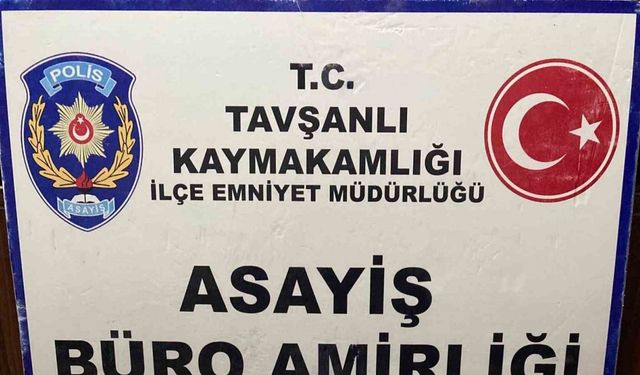 POLİS
ASAYİŞ
T.C.
TAVŞANLI
KAYMAKAMLIĞI
İLÇE EMNİYET MÜDÜRLÜĞÜ
ASAYİŞ
BÜRO AMİRLİĞİ